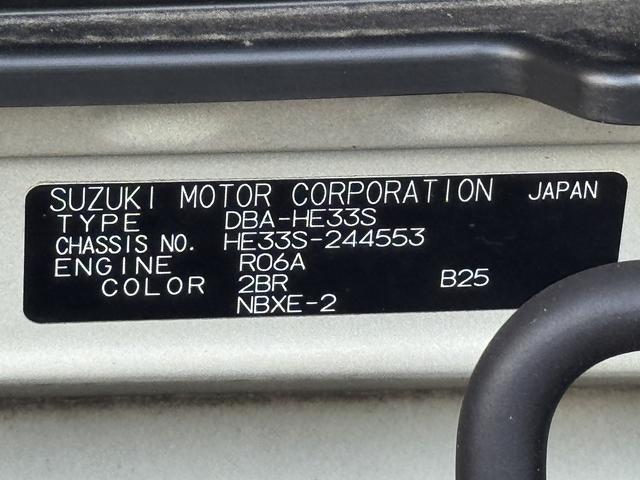 SUZUKI MOTOR CORPORATION JAPAN
TYPE DBA-HE33S
CHASSIS NO. HE33S-244553
ENGINE R06A
COLOR 2BR B25
NBXE-2